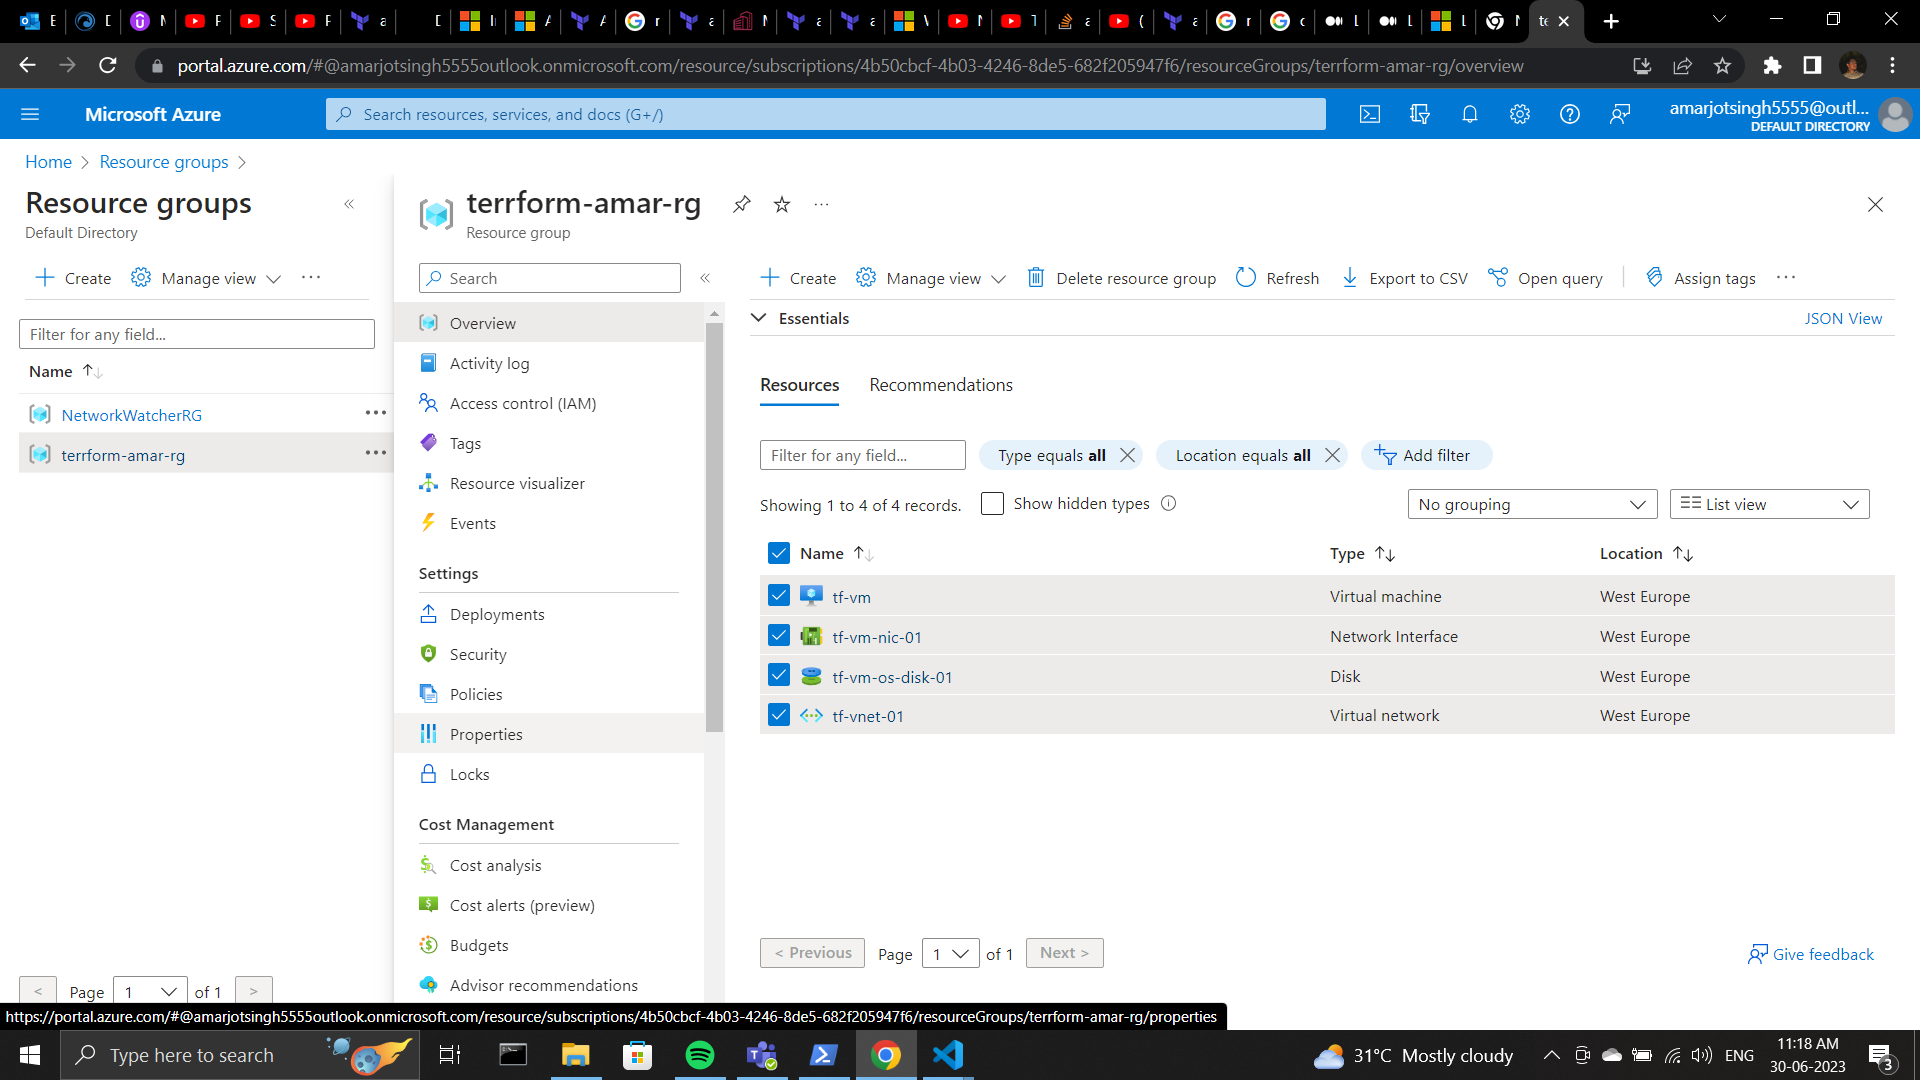 portal.azure.com/#@amarjotsingh5555outlook.onmicrosoft.com/resource/subscriptions/4b50cbcf-4b03-4246-8de5-682f205947f6/resourceGroups/terrform-amar-rg/overview
Microsoft Azure
Search resources, services, and docs (G+/)
amarjotsingh5555@outl...
DEFAULT DIRECTORY
Home > Resource groups >
Resource groups
Default Directory
Create Manage view ...
Filter for any field...
Name
NetworkWatcherRG ...
terrform-amar-rg ...
< Page 1 of 1 >
terrform-amar-rg ...
Resource group
Search
Overview
Activity log
Access control (IAM)
Tags
Resource visualizer
Events
Settings
Deployments
Security
Policies
Properties
Locks
Cost Management
Cost analysis
Cost alerts (preview)
Budgets
Advisor recommendations
Create Manage view Delete resource group Refresh Export to CSV Open query Assign tags ...
Essentials JSON View
Resources Recommendations
Filter for any field... Type equals all Location equals all Add filter
Showing 1 to 4 of 4 records. Show hidden types No grouping List view
Name Type Location
tf-vm Virtual machine West Europe
tf-vm-nic-01 Network Interface West Europe
tf-vm-os-disk-01 Disk West Europe
tf-vnet-01 Virtual network West Europe
< Previous Page 1 of 1 Next > Give feedback
https://portal.azure.com/#@amarjotsingh5555outlook.onmicrosoft.com/resource/subscriptions/4b50cbcf-4b03-4246-8de5-682f205947f6/resourceGroups/terrform-amar-rg/properties
Type here to search
31°C Mostly cloudy
ENG
11:18 AM
30-06-2023
3